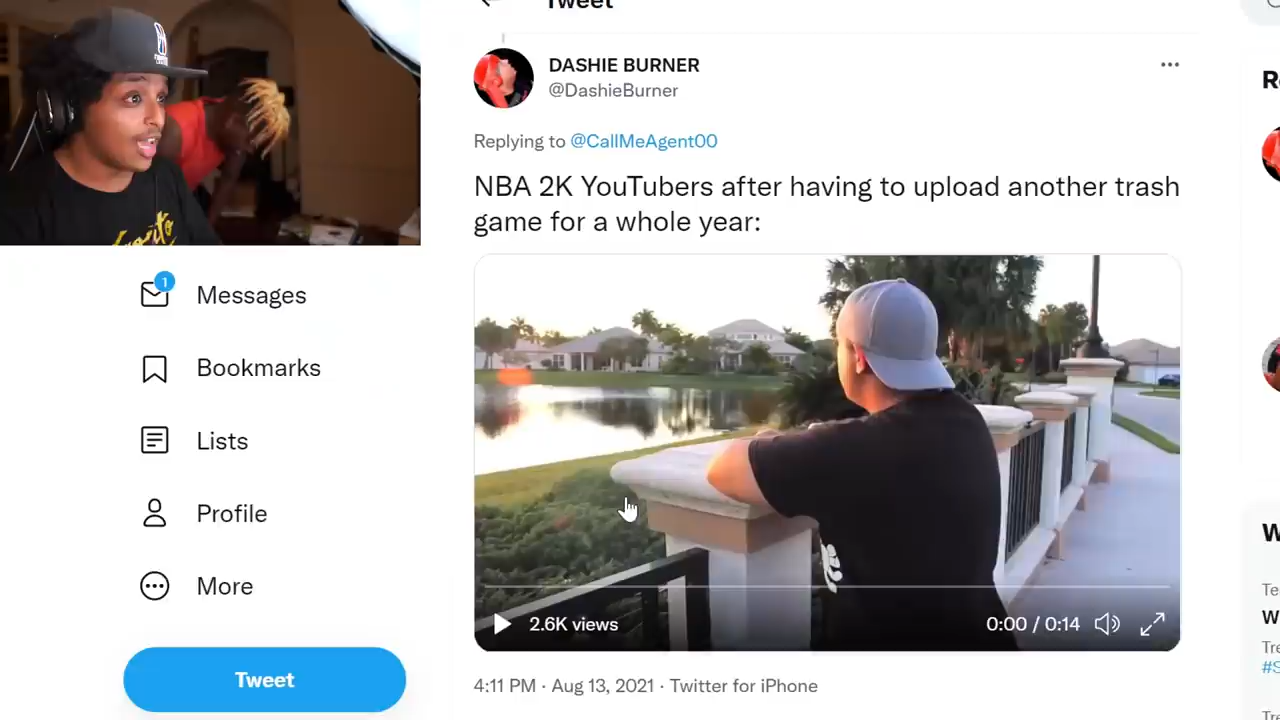 Tweet
DASHIE BURNER
@DashieBurner
Replying to @CallMeAgent00
NBA 2K YouTubers after having to upload another trash
game for a whole year:
1
Messages
Bookmarks
Lists
Profile
More
Tweet
2.6K views
0:00 / 0:14
4:11 PM · Aug 13, 2021 · Twitter for iPhone